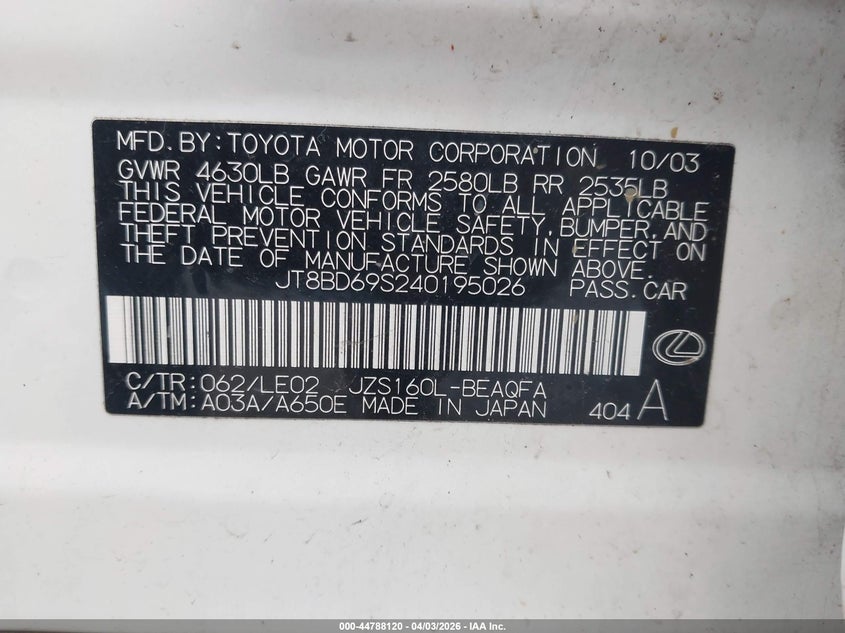 MFD. BY: TOYOTA MOTOR CORPORATION 10/03
GVWR 4630LB GAWR FR 2580LB RR 2535LB
THIS VEHICLE CONFORMS TO ALL APPLICABLE
FEDERAL MOTOR VEHICLE SAFETY, BUMPER, AND
THEFT PREVENTION STANDARDS IN EFFECT ON
THE DATE OF MANUFACTURE SHOWN ABOVE.
JT8BD69S240195026 PASS. CAR
C/TR: 062/LE02 JZS160L-BEAQFA
A/TM: A03A/A650E MADE IN JAPAN 404 A
000-44788120 - 04/03/2026 - IAA Inc.